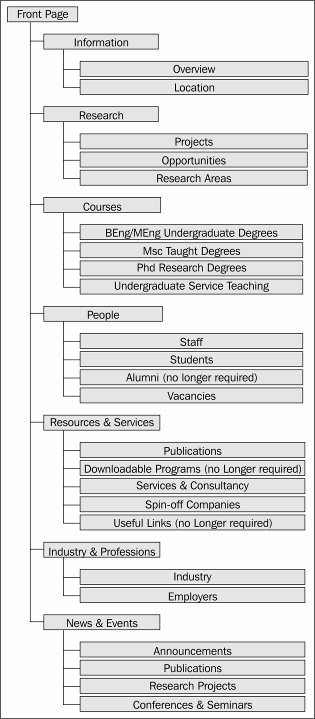 Front Page
Information
Overview
Location
Research
Projects
Opportunities
Research Areas
Courses
BEng/MEng Undergraduate Degrees
Msc Taught Degrees
Phd Research Degrees
Undergraduate Service Teaching
People
Staff
Students
Alumni (no longer required)
Vacancies
Resources & Services
Publications
Downloadable Programs (no Longer required)
Services & Consultancy
Spin-off Companies
Useful Links (no Longer required)
Industry & Professions
Industry
Employers
News & Events
Announcements
Publications
Research Projects
Conferences & Seminars